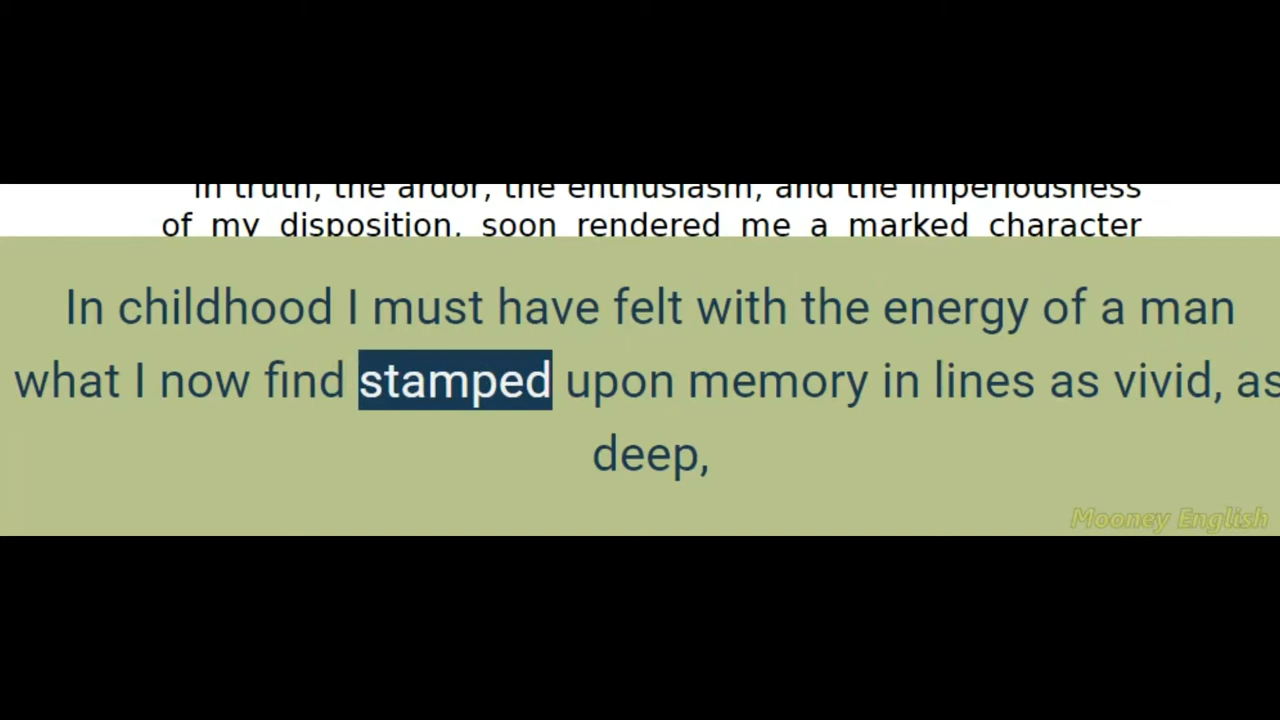 In truth, the ardor, the enthusiasm, and the imperiousness
of my disposition, soon rendered me a marked character
In childhood I must have felt with the energy of a man
what I now find stamped upon memory in lines as vivid, as
deep,
Mooney English